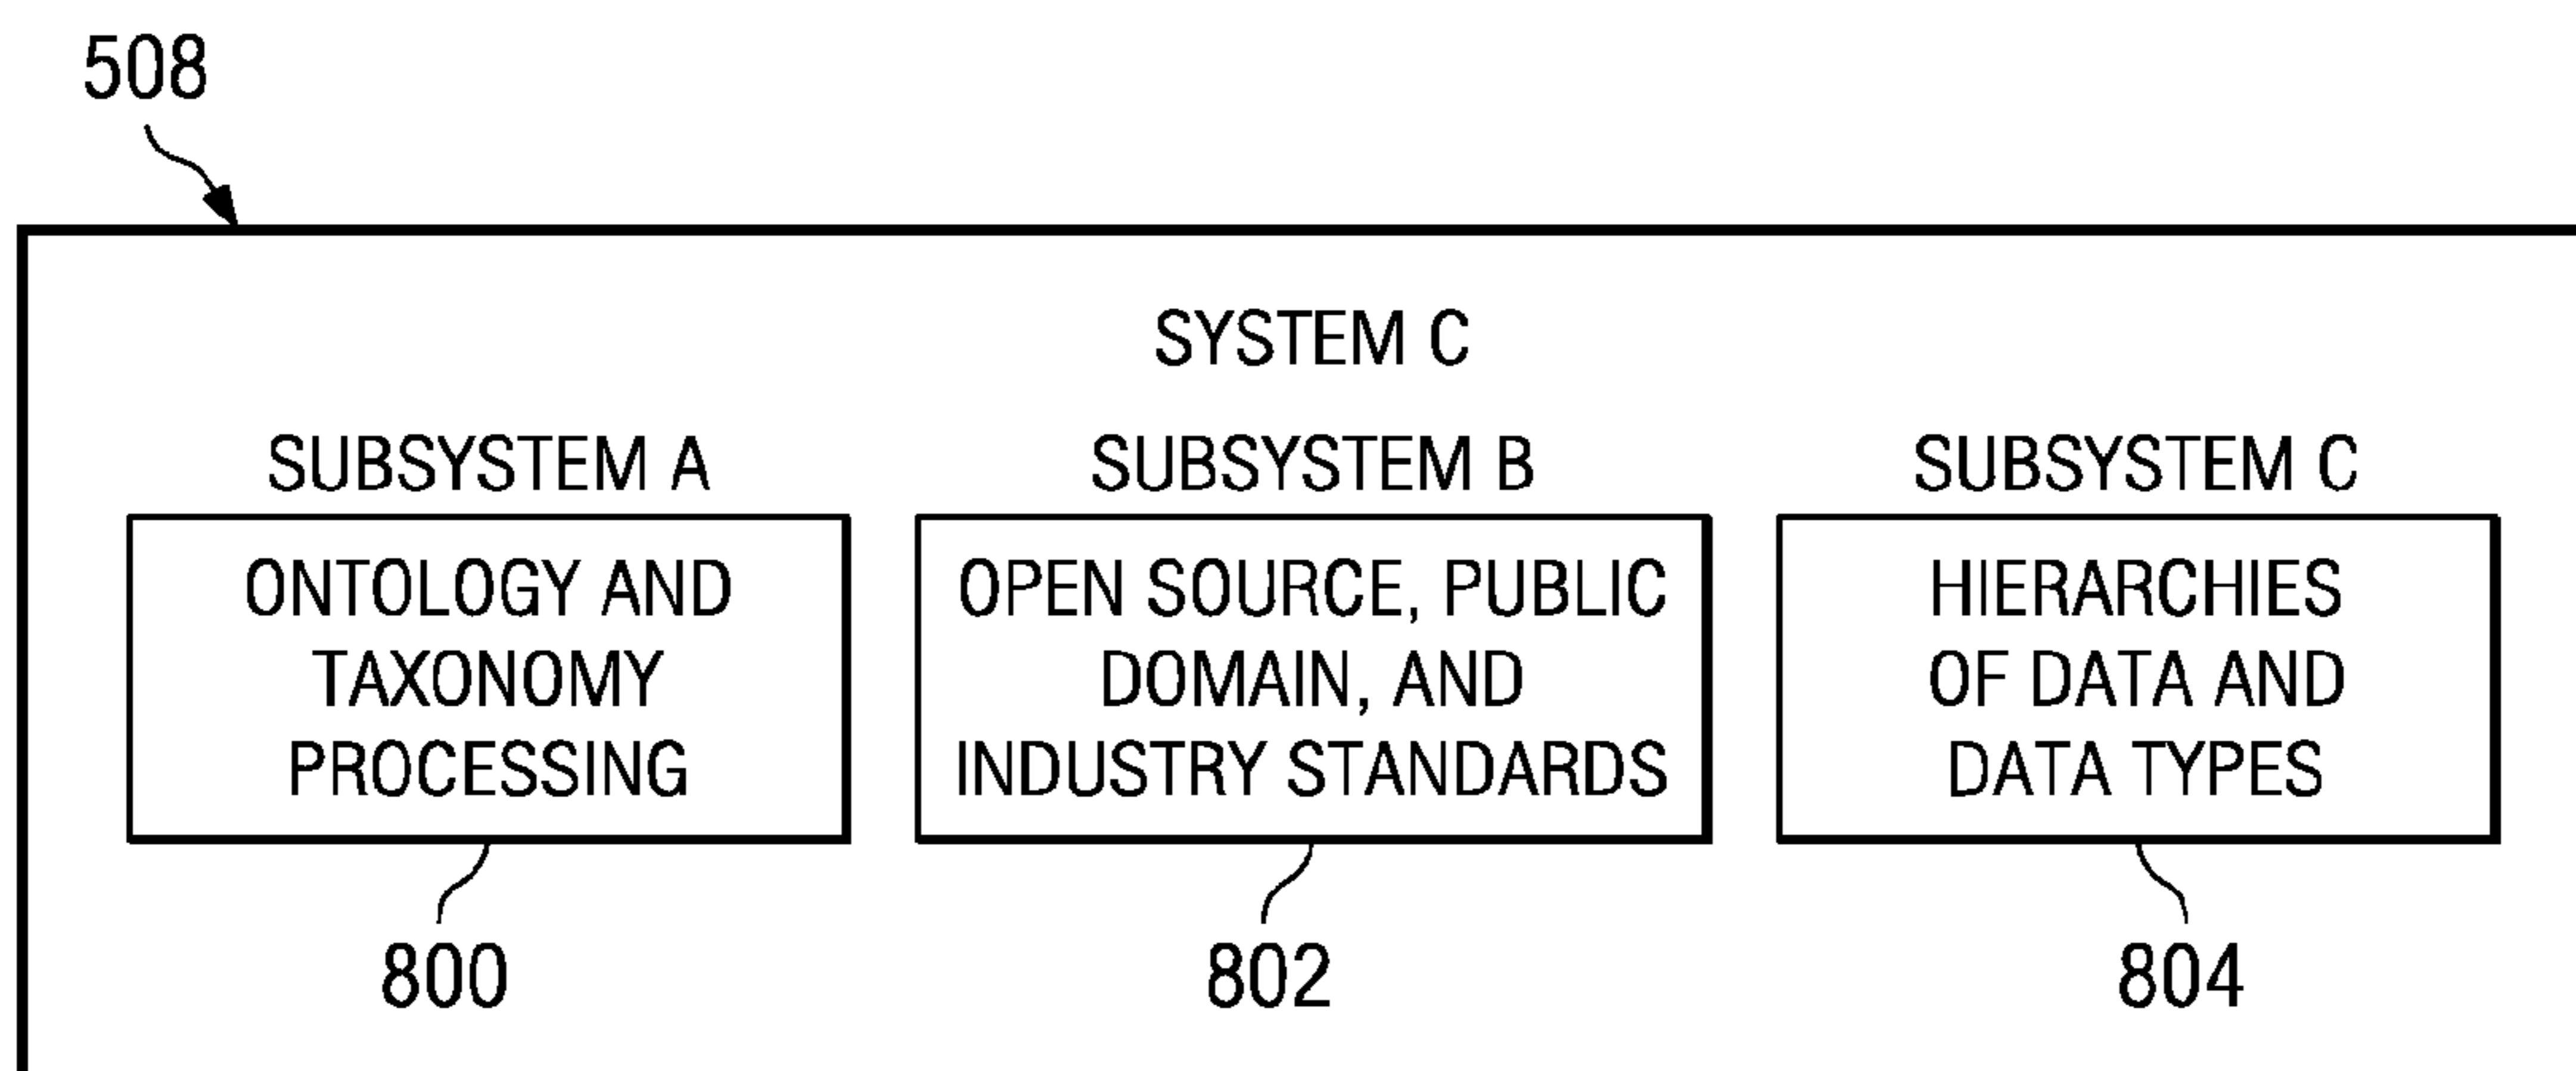 508
SYSTEM C
SUBSYSTEM A
ONTOLOGY AND
TAXONOMY
PROCESSING
800
SUBSYSTEM B
OPEN SOURCE, PUBLIC
DOMAIN, AND
INDUSTRY STANDARDS
802
SUBSYSTEM C
HIERARCHIES
OF DATA AND
DATA TYPES
804